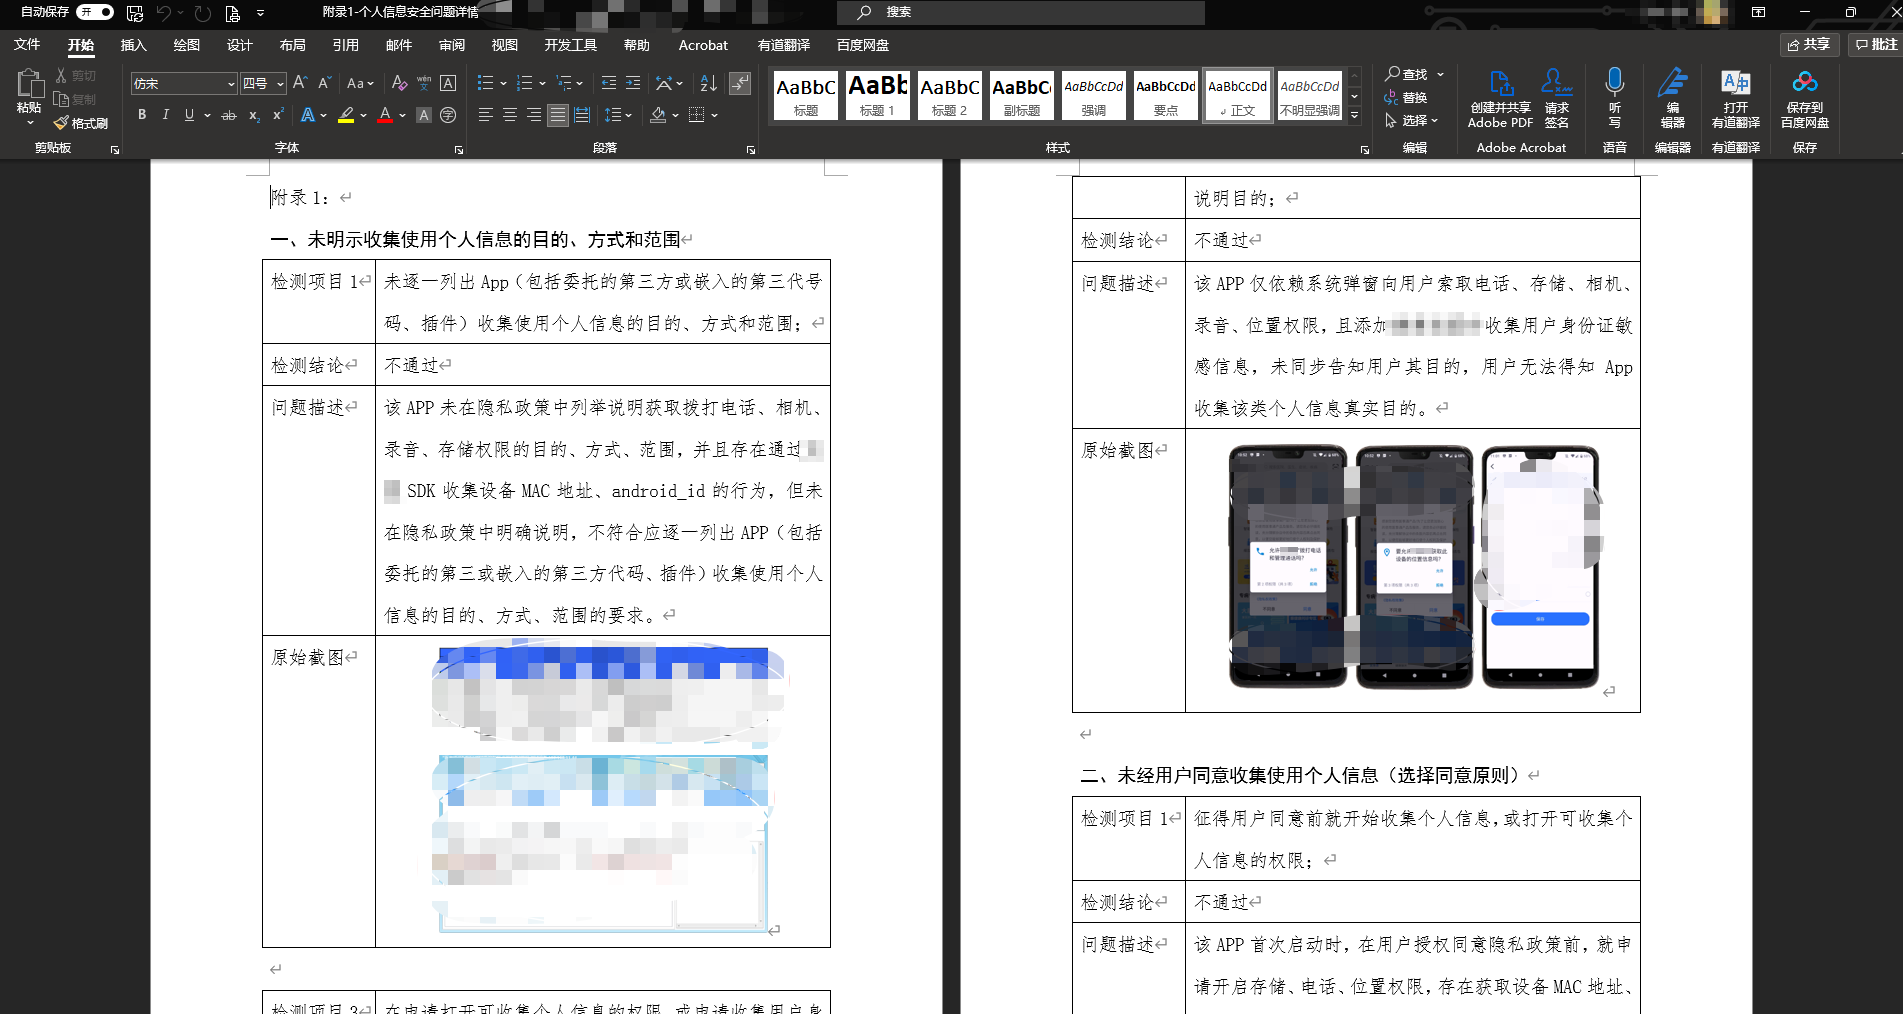 自动保存 开
附录1-个人信息安全问题详情
搜索
文件 开始 插入 绘图 设计 布局 引用 邮件 审阅 视图 开发工具 帮助 Acrobat 有道翻译 百度网盘
共享 批注
粘贴
剪切
复制
格式刷
剪贴板
仿宋 四号
字体
段落
AaBbC AaBb AaBbC AaBbC AaBbCcDd AaBbCcDd AaBbCcDd AaBbCcDd
标题 标题 1 标题 2 副标题 强调 要点 正文 不明显强调
样式
查找
替换
选择
编辑
创建并共享 Adobe PDF
请求签名
Adobe Acrobat
听写
语音
编辑器
编辑器
打开有道翻译
有道翻译
保存到百度网盘
保存
附录 1：
一、未明示收集使用个人信息的目的、方式和范围
检测项目 1
未逐一列出 App（包括委托的第三方或嵌入的第三代号
码、插件）收集使用个人信息的目的、方式和范围；
检测结论 不通过
问题描述
该 APP 未在隐私政策中列举说明获取拨打电话、相机、
录音、存储权限的目的、方式、范围，并且存在通过
SDK 收集设备 MAC 地址、android_id 的行为，但未
在隐私政策中明确说明，不符合应逐一列出 APP（包括
委托的第三或嵌入的第三方代码、插件）收集使用个人
信息的目的、方式、范围的要求。
原始截图
检测项目 3
在申请打开可收集个人信息的权限，或申请收集用户身
说明目的；
检测结论 不通过
问题描述
该 APP 仅依赖系统弹窗向用户索取电话、存储、相机、
录音、位置权限，且添加 收集用户身份证敏
感信息，未同步告知用户其目的，用户无法得知 App
收集该类个人信息真实目的。
原始截图
二、未经用户同意收集使用个人信息（选择同意原则）
检测项目 1
征得用户同意前就开始收集个人信息，或打开可收集个
人信息的权限；
检测结论 不通过
问题描述
该 APP 首次启动时，在用户授权同意隐私政策前，就申
请开启存储、电话、位置权限，存在获取设备 MAC 地址、